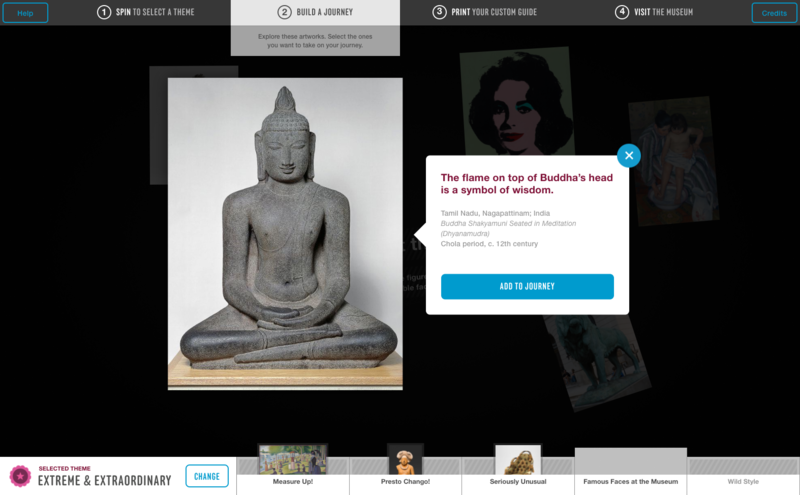 Help
1 SPIN TO SELECT A THEME
2 BUILD A JOURNEY
3 PRINT YOUR CUSTOM GUIDE
4 VISIT THE MUSEUM
Credits
Explore these artworks. Select the ones
you want to take on your journey.
The flame on top of Buddha's head
is a symbol of wisdom.
Tamil Nadu, Nagapattinam; India
Buddha Shakyamuni Seated in Meditation
(Dhyanamudra)
Chola period, c. 12th century
ADD TO JOURNEY
SELECTED THEME
EXTREME & EXTRAORDINARY
CHANGE
Measure Up!
Presto Chango!
Seriously Unusual
Famous Faces at the Museum
Wild Style